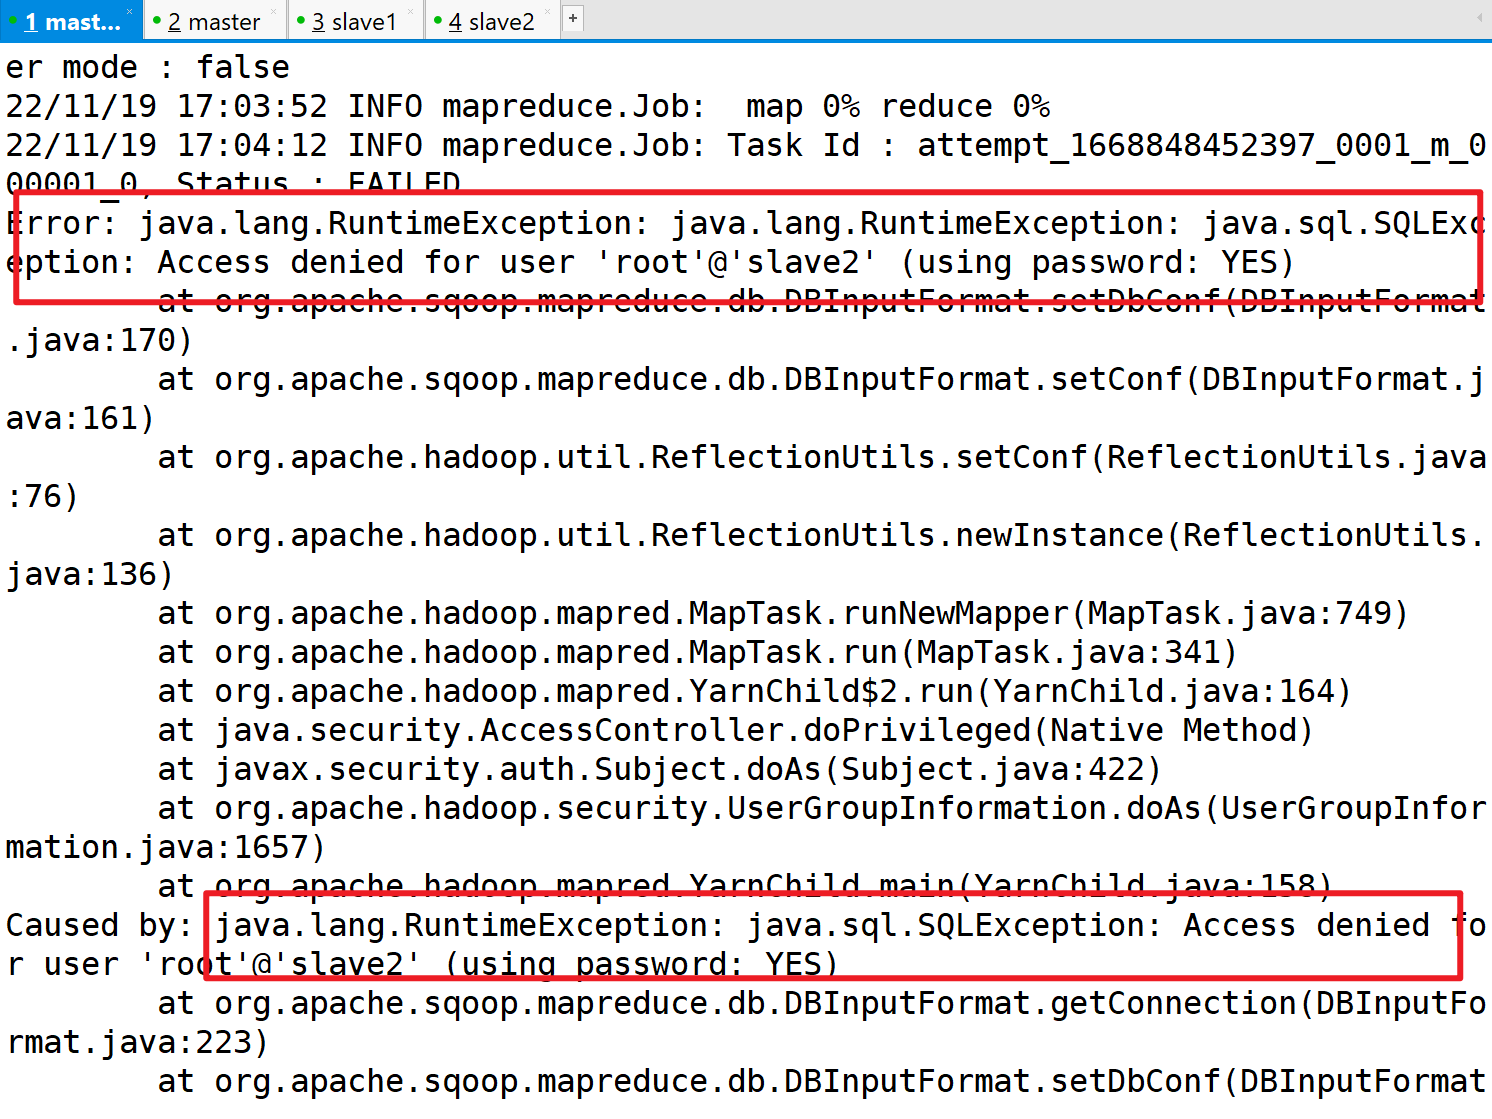 1 mast... × 2 master × 3 slave1 × 4 slave2 × +
er mode : false
22/11/19 17:03:52 INFO mapreduce.Job:  map 0% reduce 0%
22/11/19 17:04:12 INFO mapreduce.Job: Task Id : attempt_1668848452397_0001_m_0
00001_0, Status : FAILED
Error: java.lang.RuntimeException: java.lang.RuntimeException: java.sql.SQLExc
eption: Access denied for user 'root'@'slave2' (using password: YES)
        at org.apache.sqoop.mapreduce.db.DBInputFormat.setDbConf(DBInputFormat
.java:170)
        at org.apache.sqoop.mapreduce.db.DBInputFormat.setConf(DBInputFormat.j
ava:161)
        at org.apache.hadoop.util.ReflectionUtils.setConf(ReflectionUtils.java
:76)
        at org.apache.hadoop.util.ReflectionUtils.newInstance(ReflectionUtils.
java:136)
        at org.apache.hadoop.mapred.MapTask.runNewMapper(MapTask.java:749)
        at org.apache.hadoop.mapred.MapTask.run(MapTask.java:341)
        at org.apache.hadoop.mapred.YarnChild$2.run(YarnChild.java:164)
        at java.security.AccessController.doPrivileged(Native Method)
        at javax.security.auth.Subject.doAs(Subject.java:422)
        at org.apache.hadoop.security.UserGroupInformation.doAs(UserGroupInfor
mation.java:1657)
        at org.apache.hadoop.mapred.YarnChild.main(YarnChild.java:158)
Caused by: java.lang.RuntimeException: java.sql.SQLException: Access denied fo
r user 'root'@'slave2' (using password: YES)
        at org.apache.sqoop.mapreduce.db.DBInputFormat.getConnection(DBInputFo
rmat.java:223)
        at org.apache.sqoop.mapreduce.db.DBInputFormat.setDbConf(DBInputFormat